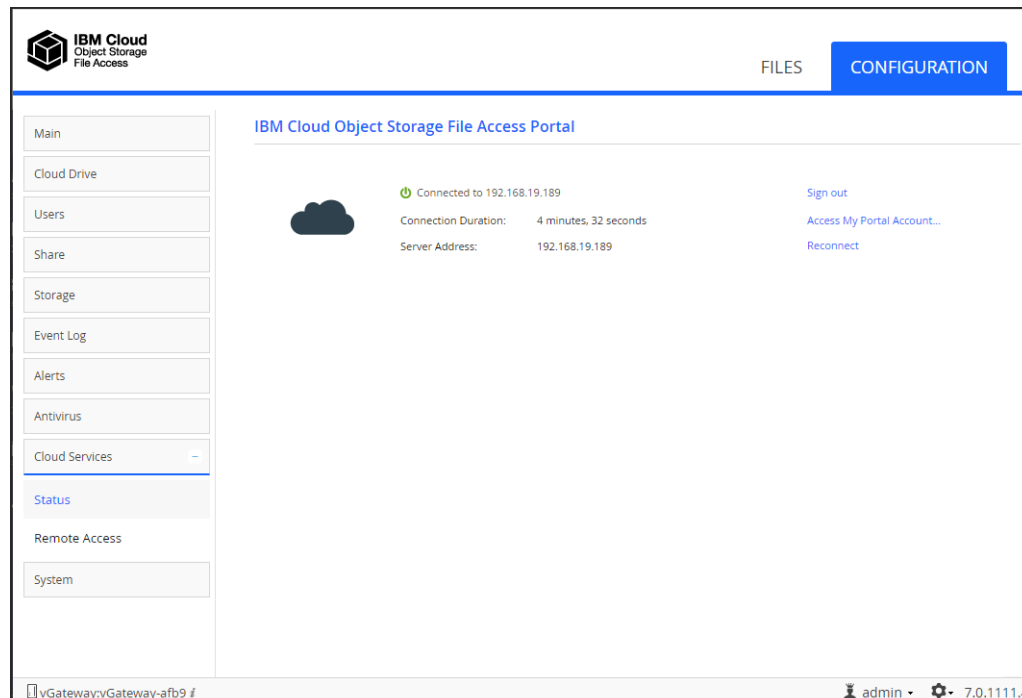 IBM Cloud
Object Storage
File Access
FILES
CONFIGURATION
Main
Cloud Drive
Users
Share
Storage
Event Log
Alerts
Antivirus
Cloud Services
Status
Remote Access
System
IBM Cloud Object Storage File Access Portal
Connected to 192.168.19.189
Sign out
Connection Duration: 4 minutes, 32 seconds
Access My Portal Account...
Server Address: 192.168.19.189
Reconnect
vGateway:vGateway-afb9 i
admin
7.0.1111.